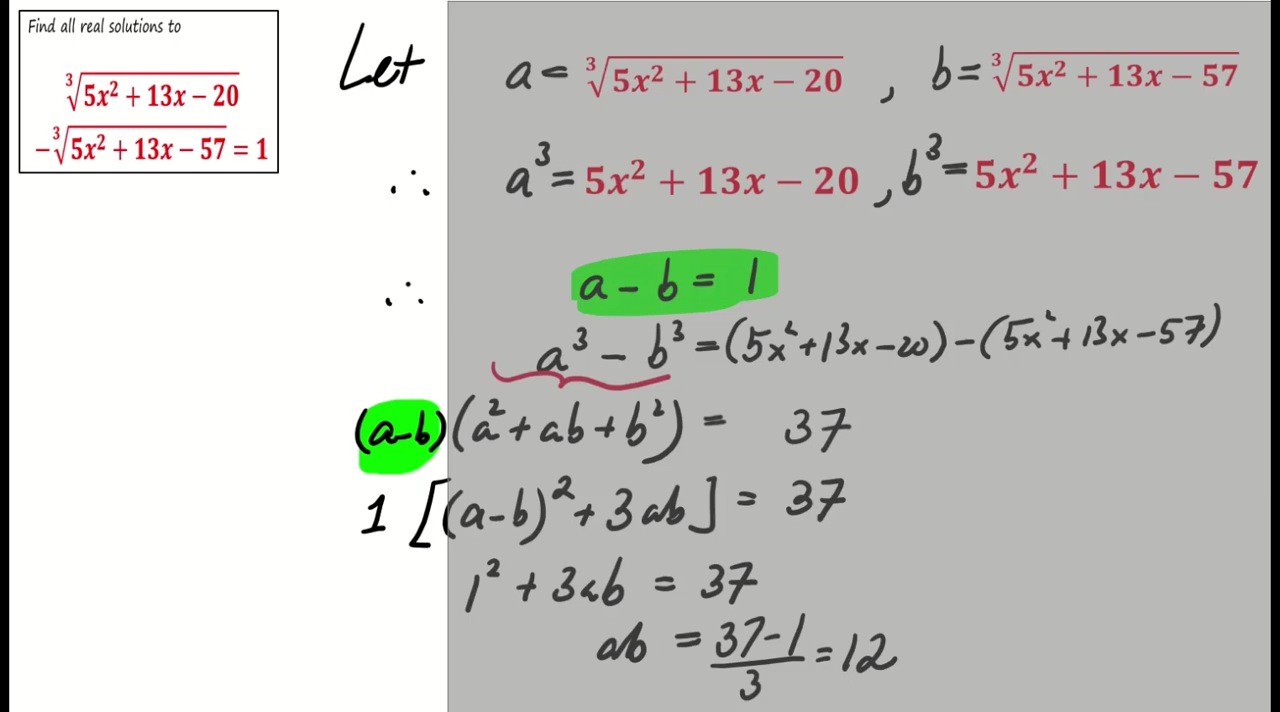 Find all real solutions to
∛(5x² + 13x − 20)
−∛(5x² + 13x − 57) = 1
Let a = ∛(5x² + 13x − 20) , b = ∛(5x² + 13x − 57)
∴ a³ = 5x² + 13x − 20 , b³ = 5x² + 13x − 57
∴ a − b = 1
a³ − b³ = (5x² + 13x − 20) − (5x² + 13x − 57)
(a−b)(a² + ab + b²) = 37
1 [(a−b)² + 3ab] = 37
1² + 3ab = 37
ab = (37−1)/3 = 12